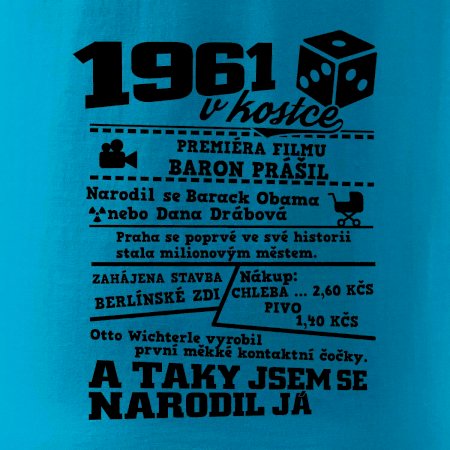 1961
v kostce
PREMIÉRA FILMU
BARON PRÁŠIL
Narodil se Barack Obama
nebo Dana Drábová
Praha se poprvé ve své historii
stala milionovým městem.
ZAHÁJENA STAVBA
BERLÍNSKÉ ZDI
Nákup:
CHLEBA ... 2,60 KČS
PIVO
1,40 KČS
Otto Wichterle vyrobil
první měkké kontaktní čočky.
A TAKY JSEM SE
NARODIL JÁ